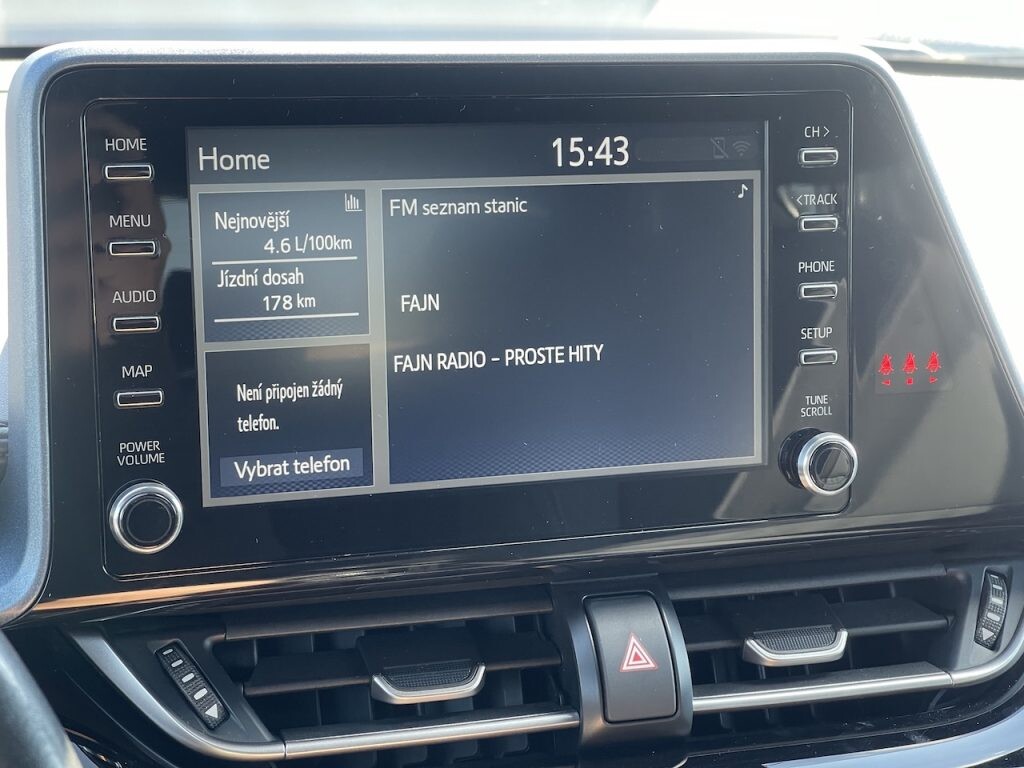 HOME
MENU
AUDIO
MAP
POWER
VOLUME
Home
15:43
Nejnovější
4.6 L/100km
Jízdní dosah
178 km
Není připojen žádný
telefon.
Vybrat telefon
FM seznam stanic
FAJN
FAJN RADIO - PROSTE HITY
CH >
< TRACK
PHONE
SETUP
TUNE
SCROLL